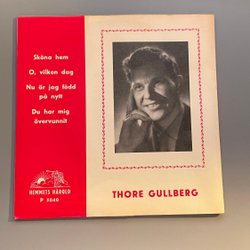 Sköna hem
O, vilken dag
Nu är jag född
på nytt
Du har mig
övervunnit
HEMMETS HÄROLD
P 5040
THORE GULLBERG